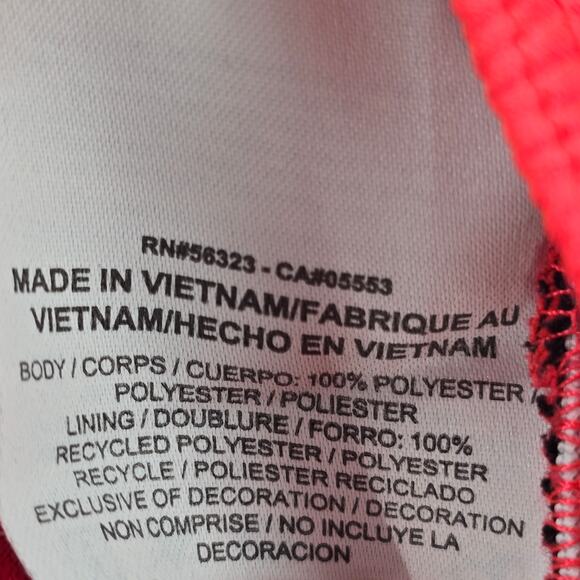 RN#56323 - CA#05553
MADE IN VIETNAM/FABRIQUE AU
VIETNAM/HECHO EN VIETNAM
BODY / CORPS / CUERPO: 100% POLYESTER /
POLYESTER / POLIESTER
LINING / DOUBLURE / FORRO: 100%
RECYCLED POLYESTER / POLYESTER
RECYCLE / POLIESTER RECICLADO
EXCLUSIVE OF DECORATION / DECORATION
NON COMPRISE / NO INCLUYE LA
DECORACION